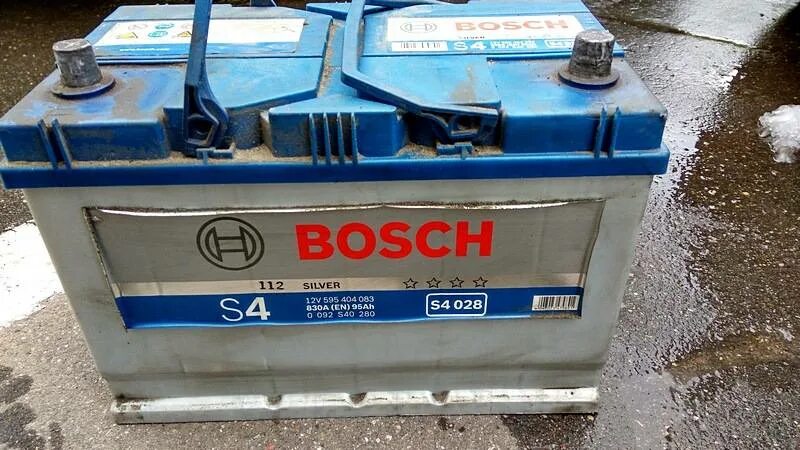 BOSCH
SILVER
S4
BOSCH
112 SILVER
S4
12V 595 404 083
830A (EN) 95Ah
0 092 S40 280
S4 028